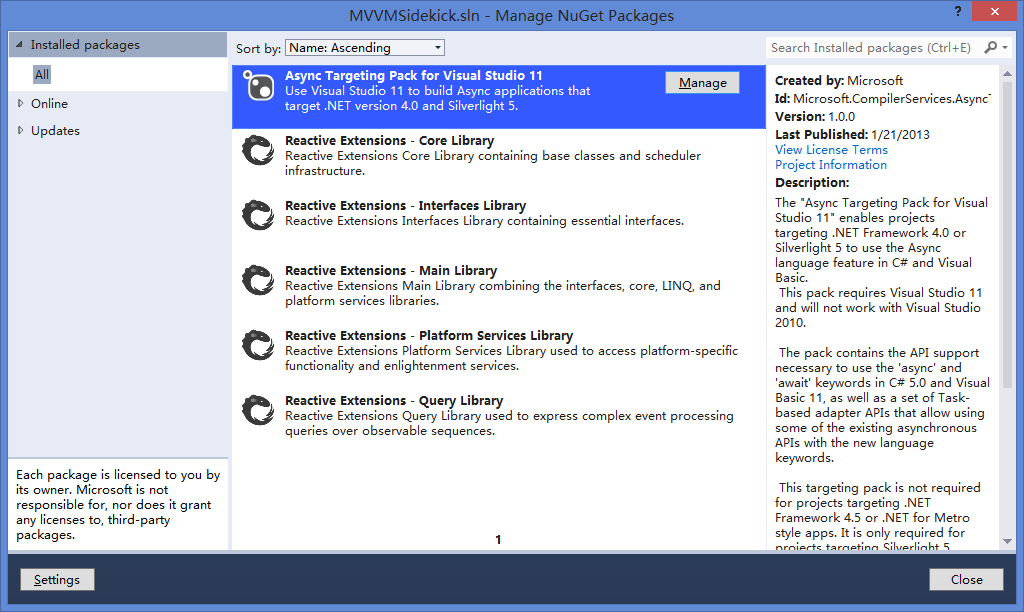 MVVMSidekick.sln - Manage NuGet Packages
?
Installed packages
All
Online
Updates
Each package is licensed to you by
its owner. Microsoft is not
responsible for, nor does it grant
any licenses to, third-party
packages.
Sort by: Name: Ascending
Search Installed packages (Ctrl+E)
Async Targeting Pack for Visual Studio 11
Use Visual Studio 11 to build Async applications that
target .NET version 4.0 and Silverlight 5.
Manage
Reactive Extensions - Core Library
Reactive Extensions Core Library containing base classes and scheduler
infrastructure.
Reactive Extensions - Interfaces Library
Reactive Extensions Interfaces Library containing essential interfaces.
Reactive Extensions - Main Library
Reactive Extensions Main Library combining the interfaces, core, LINQ, and
platform services libraries.
Reactive Extensions - Platform Services Library
Reactive Extensions Platform Services Library used to access platform-specific
functionality and enlightenment services.
Reactive Extensions - Query Library
Reactive Extensions Query Library used to express complex event processing
queries over observable sequences.
1
Created by: Microsoft
Id: Microsoft.CompilerServices.Async
Version: 1.0.0
Last Published: 1/21/2013
View License Terms
Project Information
Description:
The "Async Targeting Pack for Visual
Studio 11" enables projects
targeting .NET Framework 4.0 or
Silverlight 5 to use the Async
language feature in C# and Visual
Basic.
This pack requires Visual Studio 11
and will not work with Visual Studio
2010.
The pack contains the API support
necessary to use the 'async' and
'await' keywords in C# 5.0 and Visual
Basic 11, as well as a set of Task-
based adapter APIs that allow using
some of the existing asynchronous
APIs with the new language
keywords.
This targeting pack is not required
for projects targeting .NET
Framework 4.5 or .NET for Metro
style apps. It is only required for
projects targeting Silverlight 5
Settings
Close